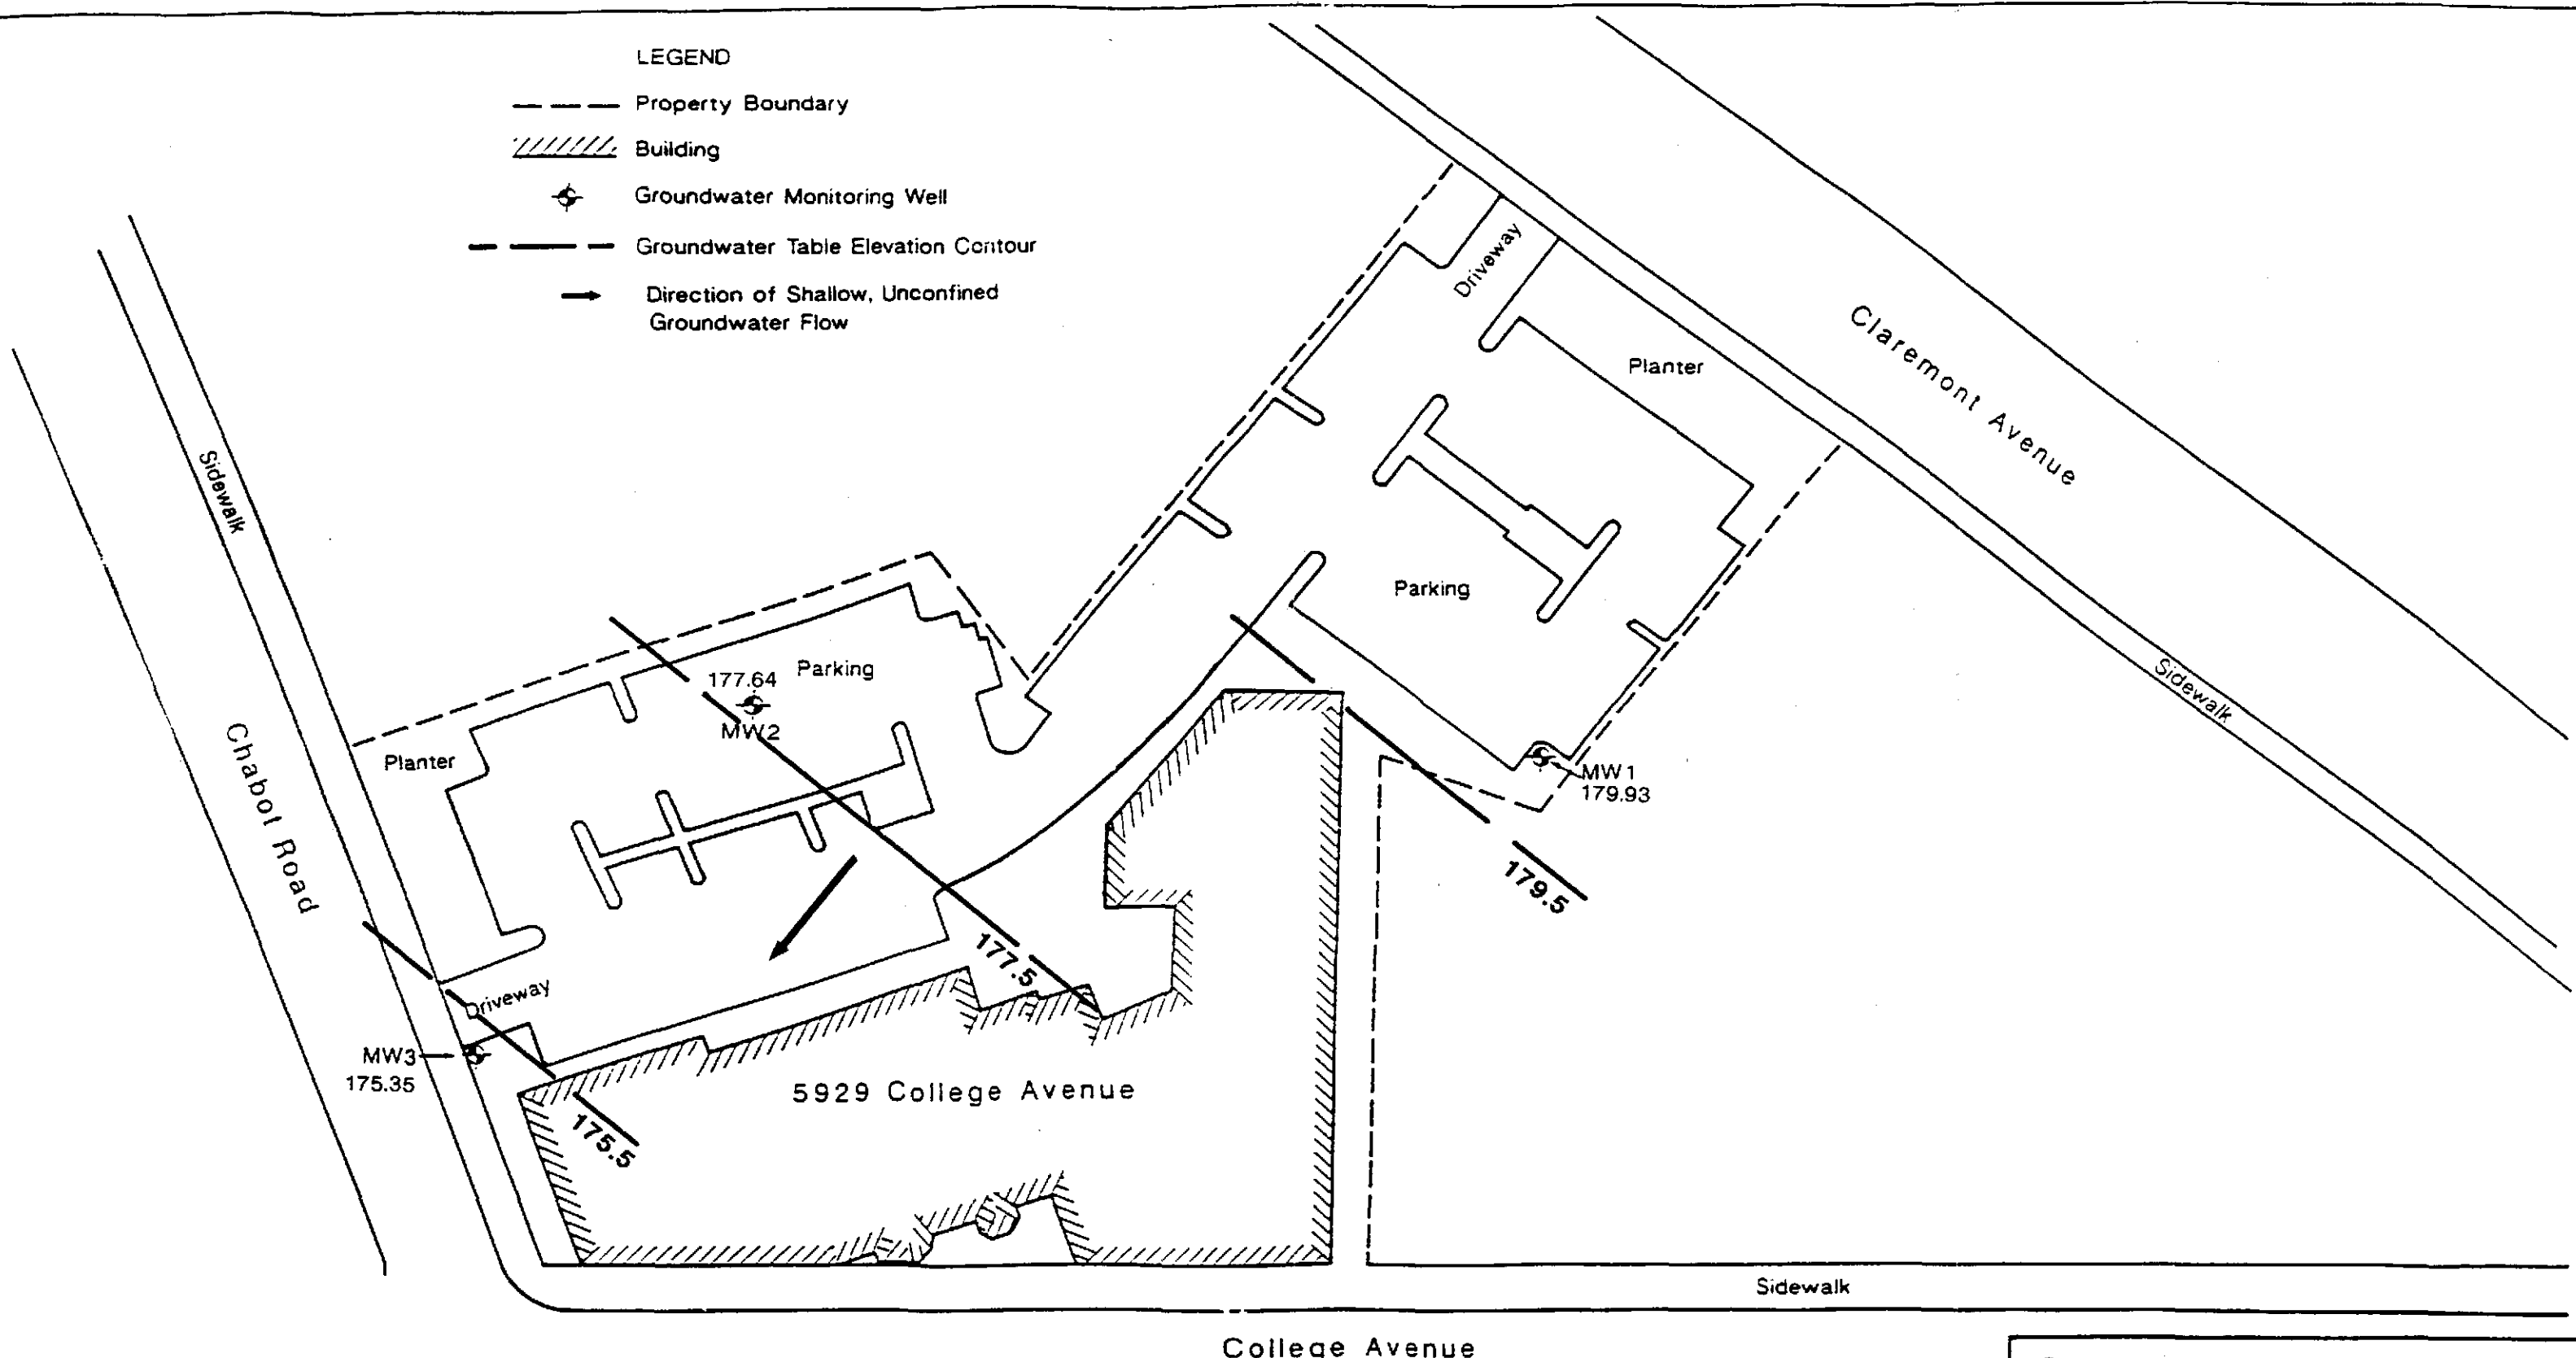 LEGEND
Property Boundary
Building
Groundwater Monitoring Well
Groundwater Table Elevation Contour
Direction of Shallow, Unconfined
Groundwater Flow
Driveway
Planter
Claremont Avenue
Sidewalk
Parking
Sidewalk
177.64
Parking
MW2
Planter
Chabot Road
MW1
179.93
179.5
177.5
Driveway
MW3
175.35
5929 College Avenue
175.5
Sidewalk
College Avenue